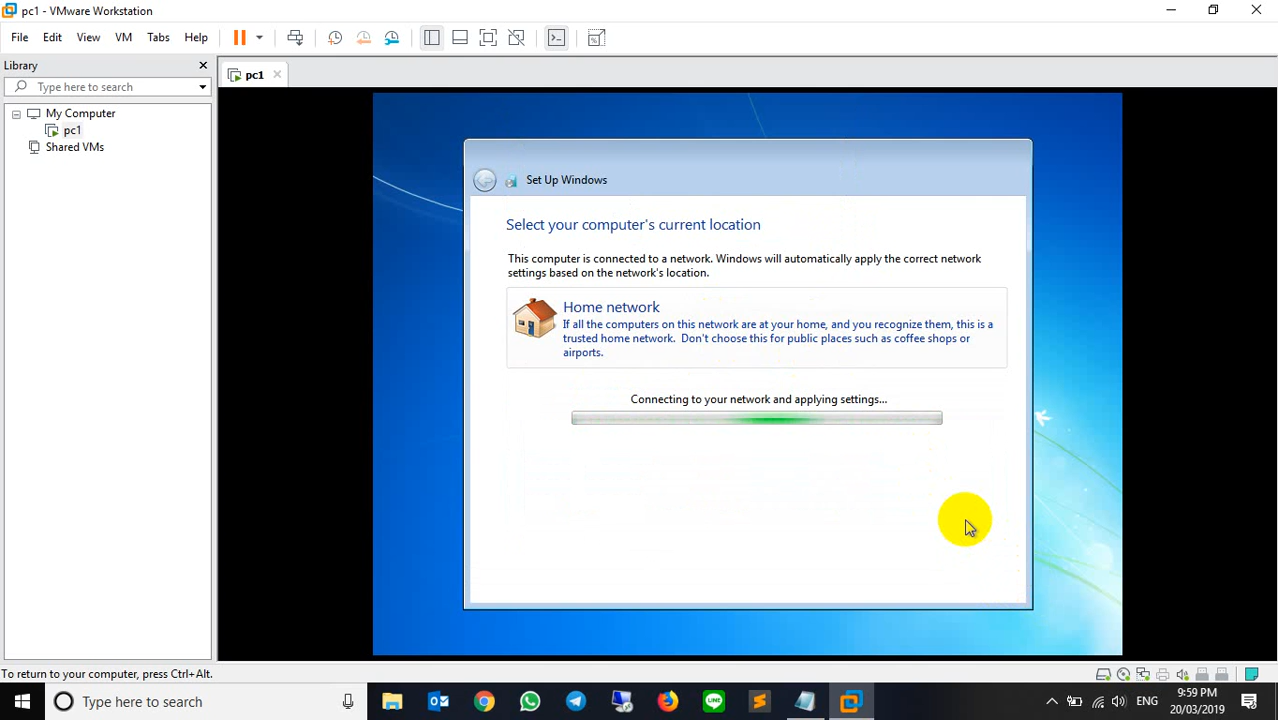 pc1 - VMware Workstation
File Edit View VM Tabs Help
Library
Type here to search
pc1
My Computer
pc1
Shared VMs
Set Up Windows
Select your computer's current location
This computer is connected to a network. Windows will automatically apply the correct network
settings based on the network's location.
Home network
If all the computers on this network are at your home, and you recognize them, this is a
trusted home network. Don't choose this for public places such as coffee shops or
airports.
Connecting to your network and applying settings...
To return to your computer, press Ctrl+Alt.
Type here to search
LINE
ENG
9:59 PM
20/03/2019